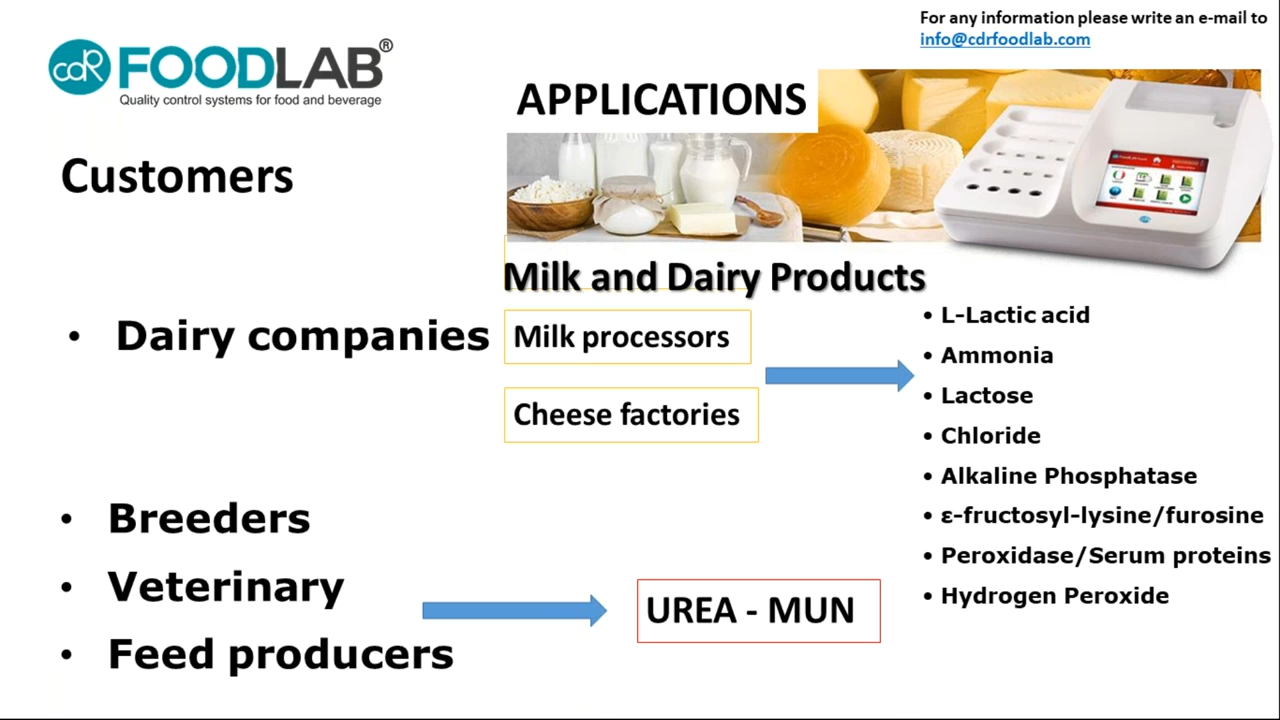 For any information please write an e-mail to
info@cdrfoodlab.com
cdR FOODLAB®
Quality control systems for food and beverage
APPLICATIONS
Customers
Milk and Dairy Products
• Dairy companies
Milk processors
Cheese factories
• L-Lactic acid
• Ammonia
• Lactose
• Chloride
• Alkaline Phosphatase
• ε-fructosyl-lysine/furosine
• Peroxidase/Serum proteins
• Hydrogen Peroxide
• Breeders
• Veterinary
• Feed producers
UREA - MUN